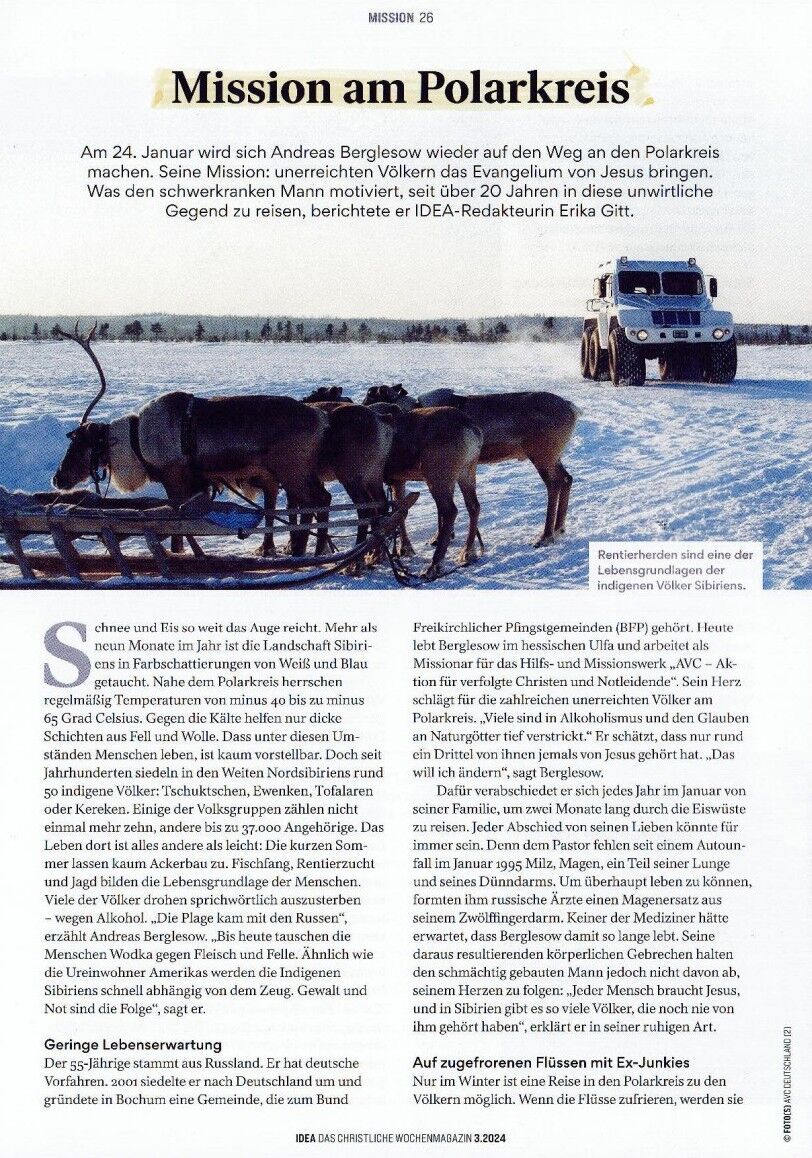 MISSION 26
Mission am Polarkreis
Am 24. Januar wird sich Andreas Berglesow wieder auf den Weg an den Polarkreis
machen. Seine Mission: unerreichten Völkern das Evangelium von Jesus bringen.
Was den schwerkranken Mann motiviert, seit über 20 Jahren in diese unwirtliche
Gegend zu reisen, berichtete er IDEA-Redakteurin Erika Gitt.
Rentierherden sind eine der
Lebensgrundlagen der
indigenen Völker Sibiriens.
Schnee und Eis so weit das Auge reicht. Mehr als
neun Monate im Jahr ist die Landschaft Sibiri-
ens in Farbschattierungen von Weiß und Blau
getaucht. Nahe dem Polarkreis herrschen
regelmäßig Temperaturen von minus 40 bis zu minus
65 Grad Celsius. Gegen die Kälte helfen nur dicke
Schichten aus Fell und Wolle. Dass unter diesen Um-
ständen Menschen leben, ist kaum vorstellbar. Doch seit
Jahrhunderten siedeln in den Weiten Nordsibiriens rund
50 indigene Völker: Tschuktschen, Ewenken, Tofalaren
oder Kereken. Einige der Volksgruppen zählen nicht
einmal mehr zehn, andere bis zu 37.000 Angehörige. Das
Leben dort ist alles andere als leicht: Die kurzen Som-
mer lassen kaum Ackerbau zu. Fischfang, Rentierzucht
und Jagd bilden die Lebensgrundlage der Menschen.
Viele der Völker drohen sprichwörtlich auszusterben
– wegen Alkohol. „Die Plage kam mit den Russen“,
erzählt Andreas Berglesow. „Bis heute tauschen die
Menschen Wodka gegen Fleisch und Felle. Ähnlich wie
die Ureinwohner Amerikas werden die Indigenen
Sibiriens schnell abhängig von dem Zeug. Gewalt und
Not sind die Folge“, sagt er.
Geringe Lebenserwartung
Der 55-Jährige stammt aus Russland. Er hat deutsche
Vorfahren. 2001 siedelte er nach Deutschland um und
gründete in Bochum eine Gemeinde, die zum Bund
Freikirchlicher Pfingstgemeinden (BFP) gehört. Heute
lebt Berglesow im hessischen Ulfa und arbeitet als
Missionar für das Hilfs- und Missionswerk „AVC – Ak-
tion für verfolgte Christen und Notleidende“. Sein Herz
schlägt für die zahlreichen unerreichten Völker am
Polarkreis. „Viele sind in Alkoholismus und den Glauben
an Naturgötter tief verstrickt.“ Er schätzt, dass nur rund
ein Drittel von ihnen jemals von Jesus gehört hat. „Das
will ich ändern“, sagt Berglesow.
Dafür verabschiedet er sich jedes Jahr im Januar von
seiner Familie, um zwei Monate lang durch die Eiswüste
zu reisen. Jeder Abschied von seinen Lieben könnte für
immer sein. Denn dem Pastor fehlen seit einem Autoun-
fall im Januar 1995 Milz, Magen, ein Teil seiner Lunge
und seines Dünndarms. Um überhaupt leben zu können,
formten ihm russische Ärzte einen Magenersatz aus
seinem Zwölffingerdarm. Keiner der Mediziner hätte
erwartet, dass Berglesow damit so lange lebt. Seine
daraus resultierenden körperlichen Gebrechen halten
den schmächtig gebauten Mann jedoch nicht davon ab,
seinem Herzen zu folgen: „Jeder Mensch braucht Jesus,
und in Sibirien gibt es so viele Völker, die noch nie von
ihm gehört haben“, erklärt er in seiner ruhigen Art.
Auf zugefrorenen Flüssen mit Ex-Junkies
Nur im Winter ist eine Reise in den Polarkreis zu den
Völkern möglich. Wenn die Flüsse zufrieren, werden sie
© FOTO(S) AVC DEUTSCHLAND (2)
IDEA DAS CHRISTLICHE WOCHENMAGAZIN 3.2024